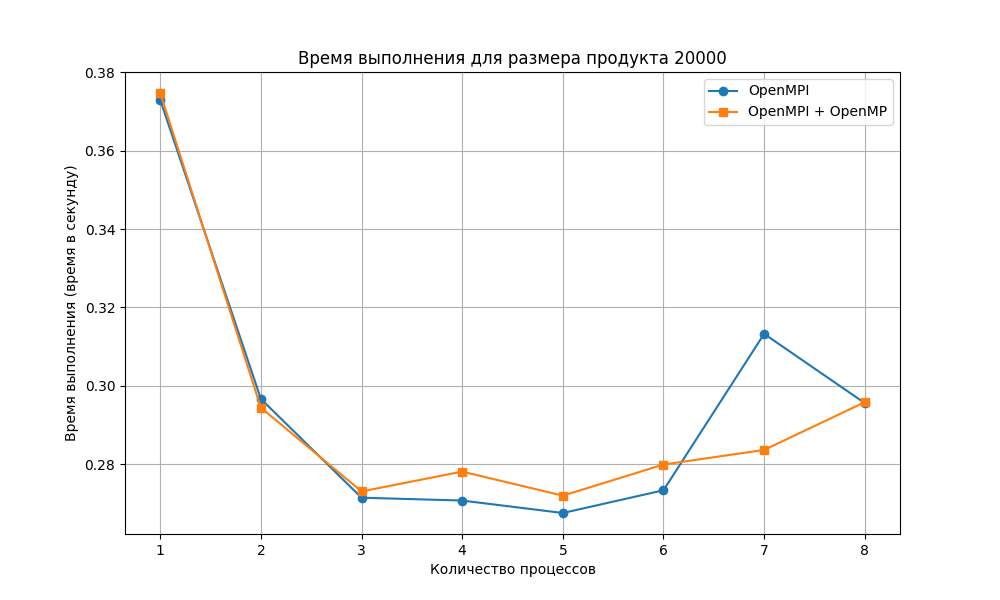 Время выполнения для размера продукта 20000
OpenMPI
OpenMPI + OpenMP
Время выполнения (время в секунду)
0.38
0.36
0.34
0.32
0.30
0.28
1 2 3 4 5 6 7 8
Количество процессов